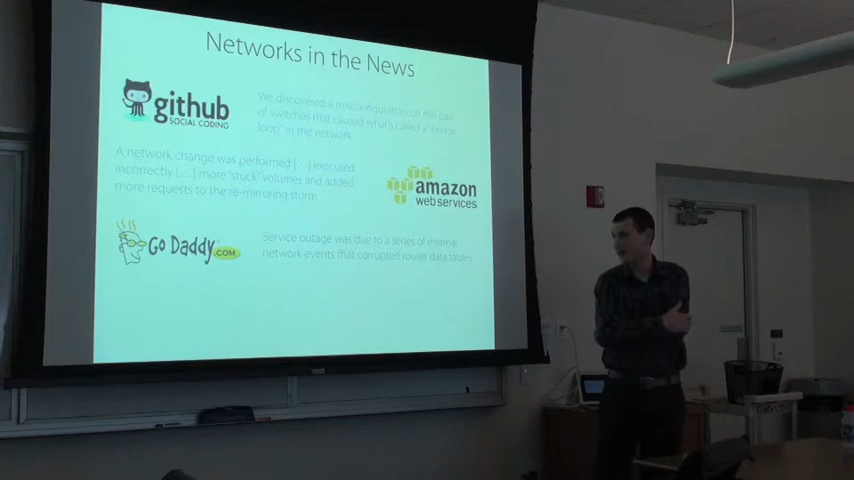 Networks in the News
github
SOCIAL CODING
We discovered a misconfiguration on this pair
of switches that caused what's called a "bridge
loop" in the network.
A network change was performed [...] executed
incorrectly [...] more "stuck" volumes and added
more requests to the re-mirroring storm
amazon
webservices
Go Daddy
.COM
Service outage was due to a series of internal
network events that corrupted router data tables